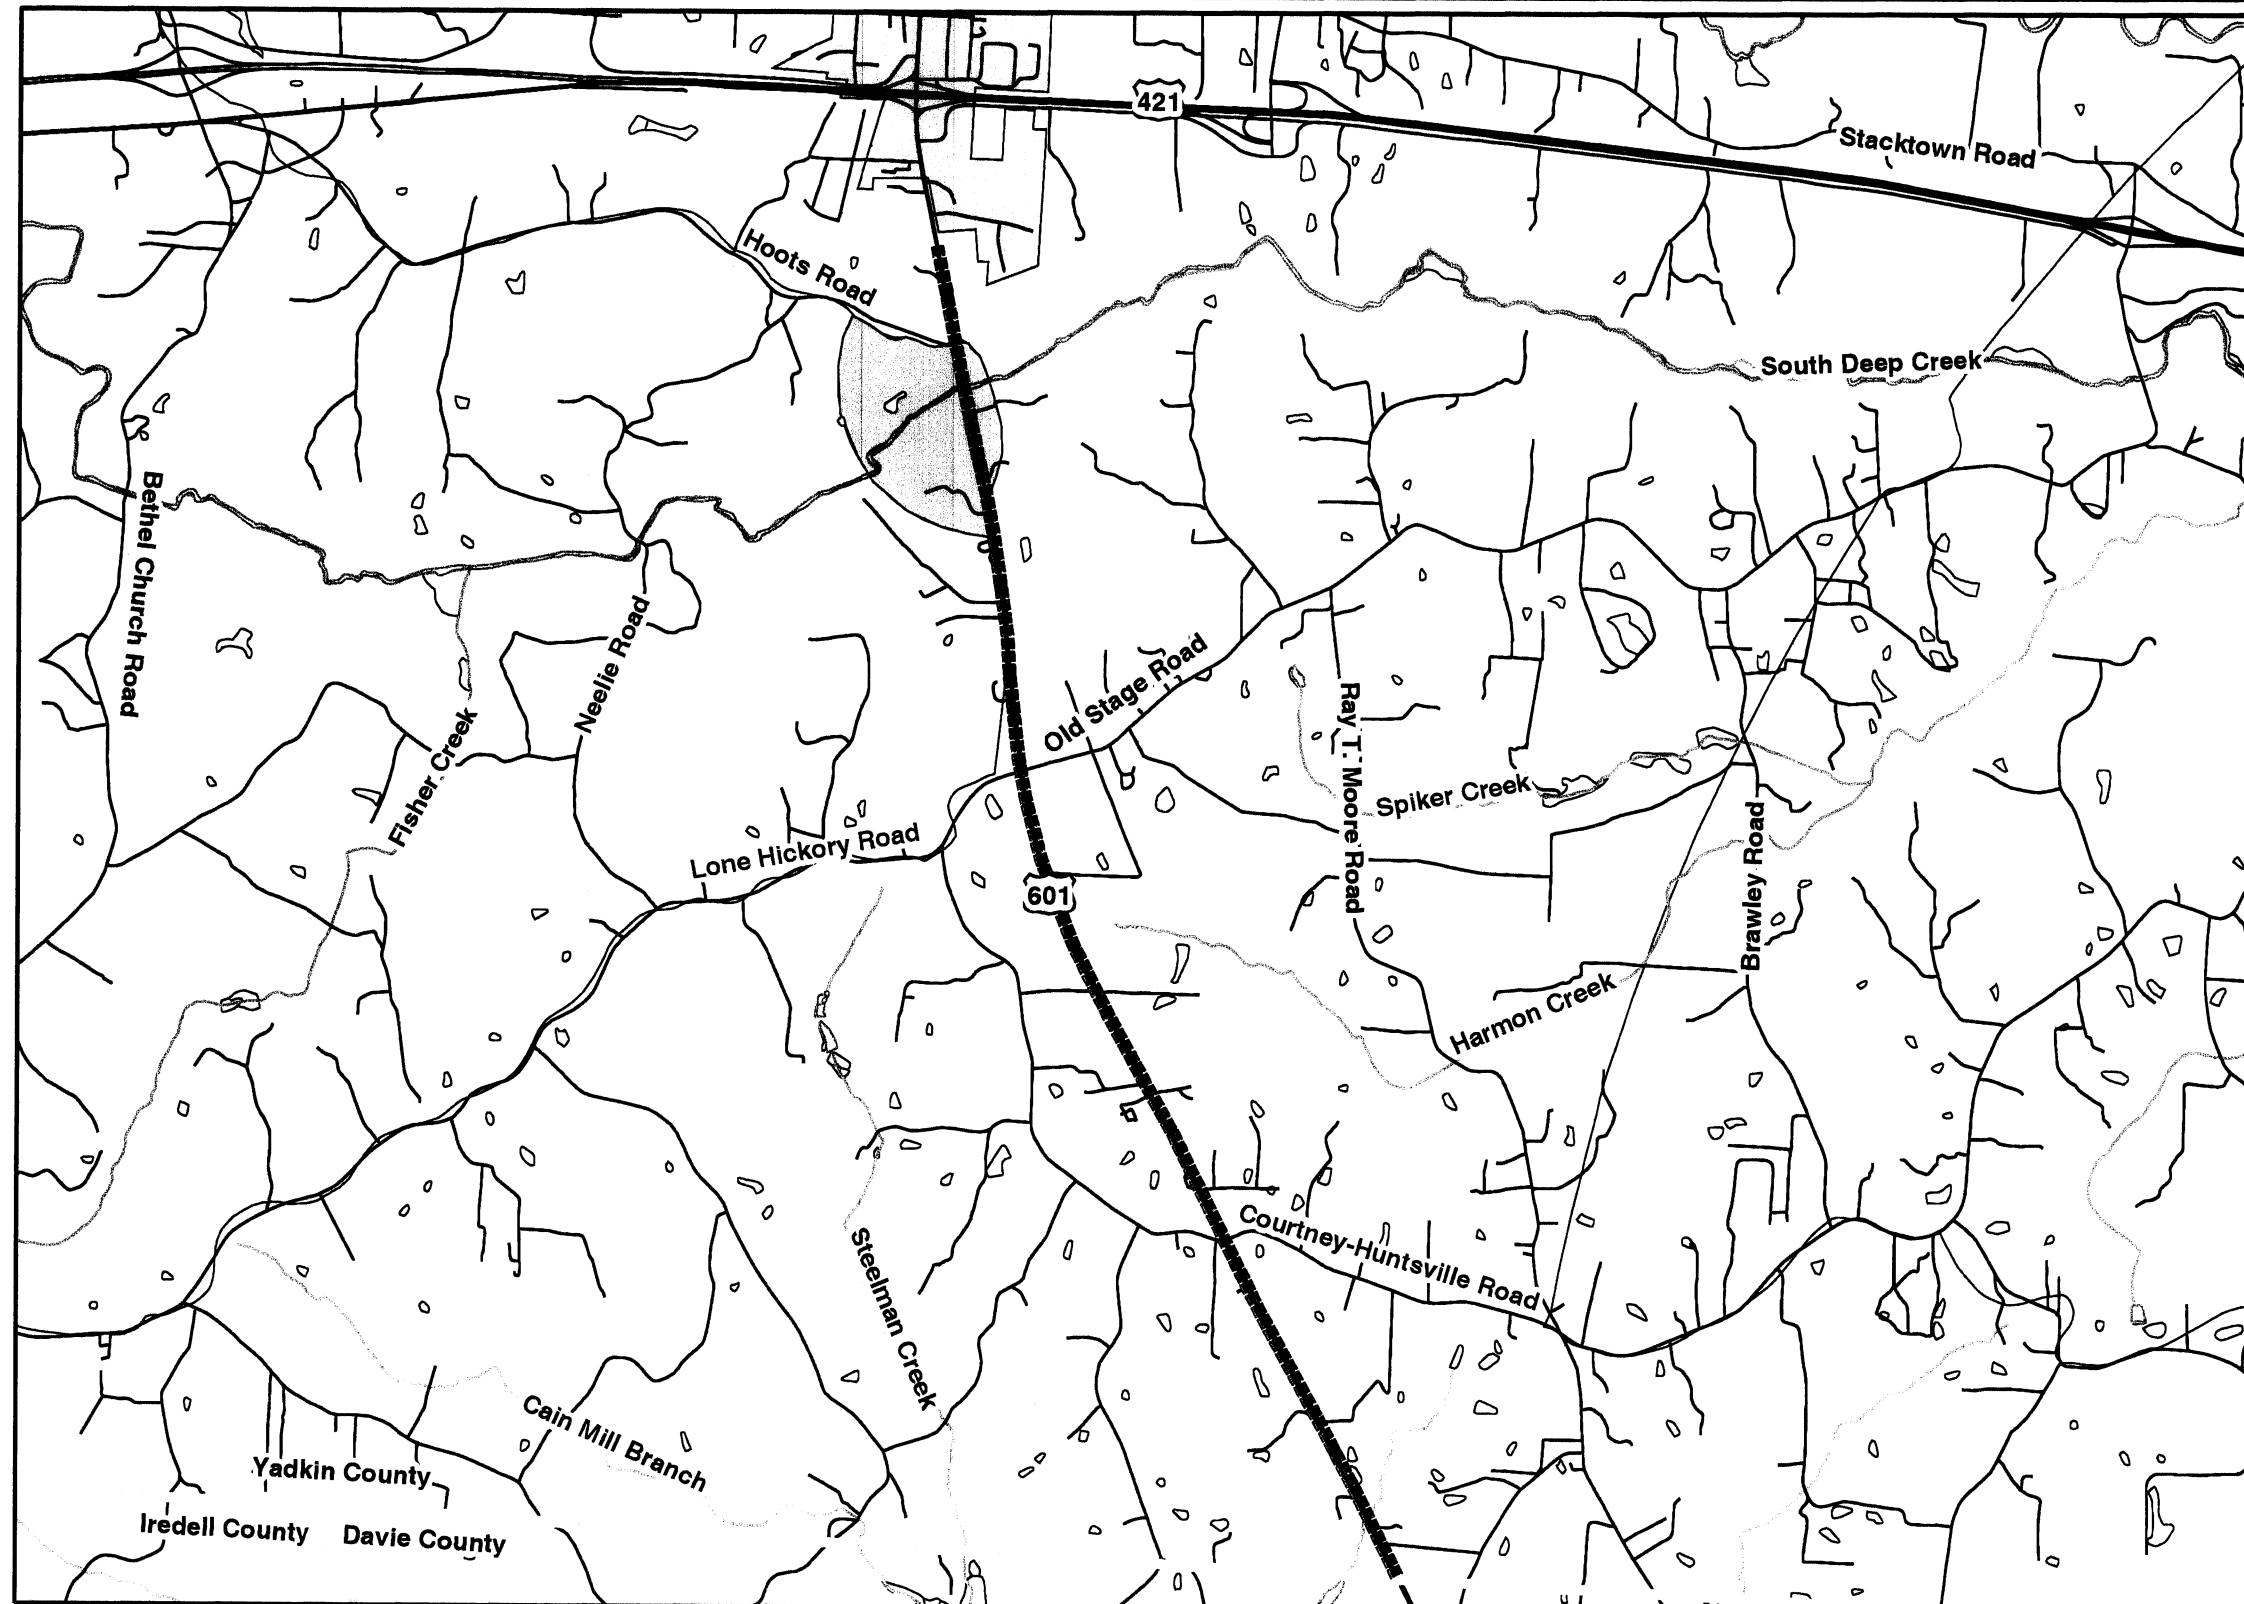 421
Stacktown Road
Hoots Road
South Deep Creek
Bethel Church Road
Neelie Road
Old Stage Road
Ray T. Moore Road
Fisher Creek
Spiker Creek
Lone Hickory Road
Brawley Road
601
Harmon Creek
Courtney-Huntsville Road
Steelman Creek
Cain Mill Branch
Yadkin County
Iredell County
Davie County